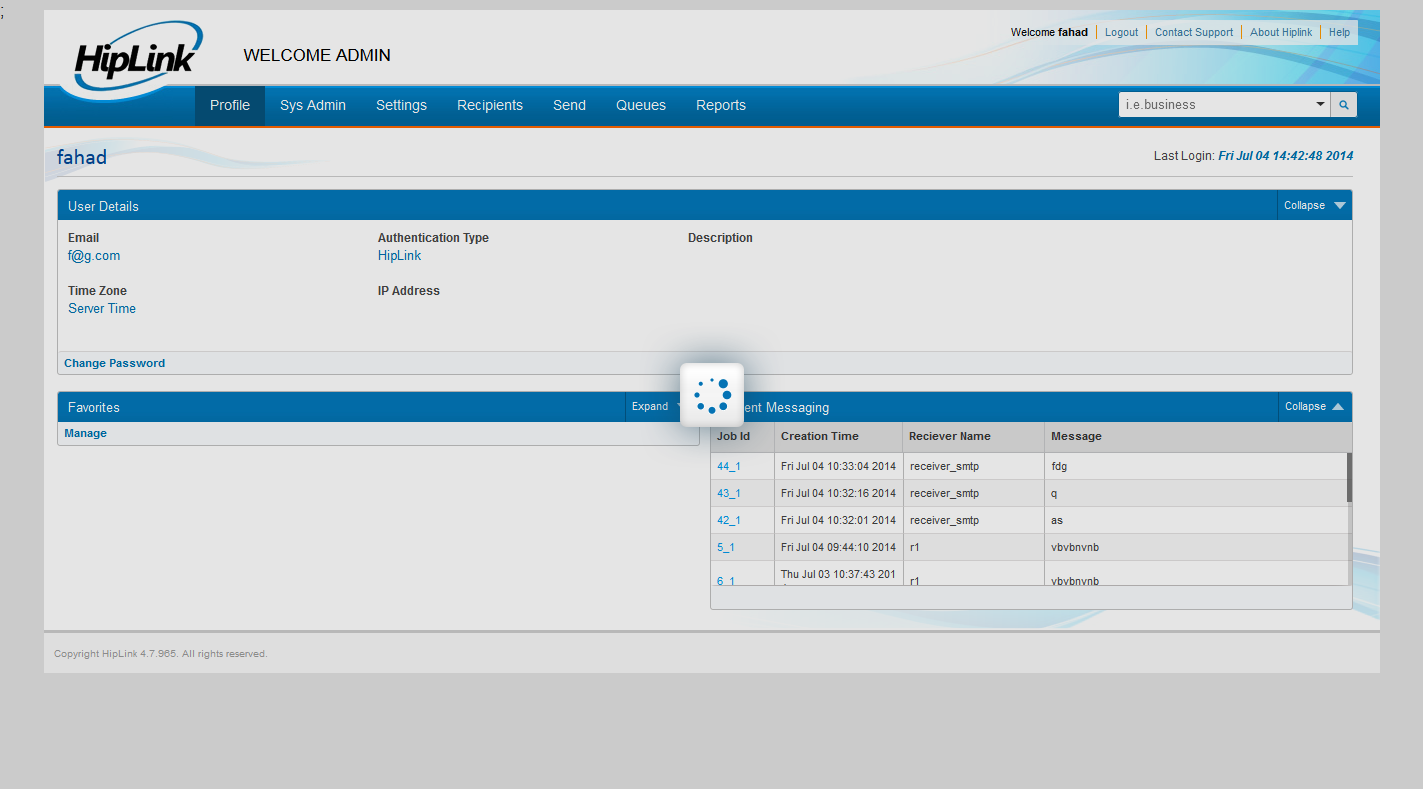 ;
HipLink
WELCOME ADMIN
Welcome fahad Logout Contact Support About Hiplink Help
Profile Sys Admin Settings Recipients Send Queues Reports
i.e.business
fahad
Last Login: Fri Jul 04 14:42:48 2014
User Details Collapse
Email Authentication Type Description
f@g.com HipLink
Time Zone IP Address
Server Time
Change Password
Favorites Expand
Manage
Messaging Collapse
Job Id Creation Time Reciever Name Message
44_1 Fri Jul 04 10:33:04 2014 receiver_smtp fdg
43_1 Fri Jul 04 10:32:16 2014 receiver_smtp q
42_1 Fri Jul 04 10:32:01 2014 receiver_smtp as
5_1 Fri Jul 04 09:44:10 2014 r1 vbvbnvnb
6_1 Thu Jul 03 10:37:43 201 r1 vbvbnvnb
Copyright HipLink 4.7.965. All rights reserved.